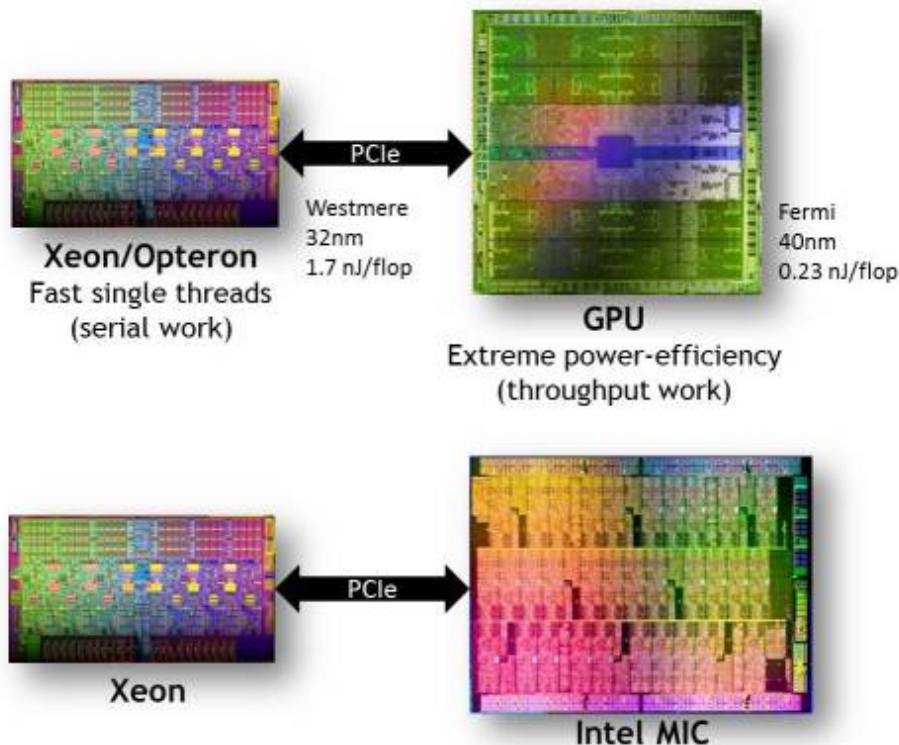 PCIe
Westmere
32nm
1.7 nJ/flop
Fermi
40nm
0.23 nJ/flop
Xeon/Opteron
Fast single threads
(serial work)
GPU
Extreme power-efficiency
(throughput work)
PCIe
Xeon
Intel MIC